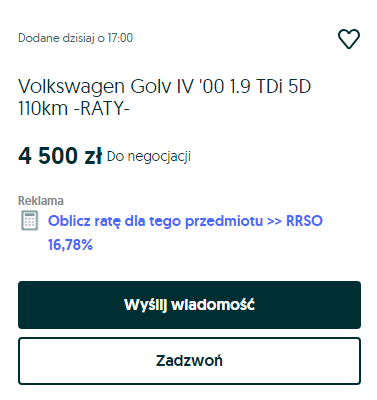 Dodane dzisiaj o 17:00
Volkswagen Golv IV '00 1.9 TDi 5D
110km -RATY-
4 500 zł Do negocjacji
Reklama
Oblicz ratę dla tego przedmiotu >> RRSO
16,78%
Wyślij wiadomość
Zadzwoń